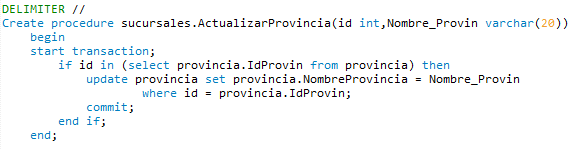 DELIMITER //
Create procedure sucursales.ActualizarProvincia(id int,Nombre_Provin varchar(20))
    begin
    start transaction;
        if id in (select provincia.IdProvin from provincia) then
            update provincia set provincia.NombreProvincia = Nombre_Provin
                    where id = provincia.IdProvin;
            commit;
        end if;
    end;